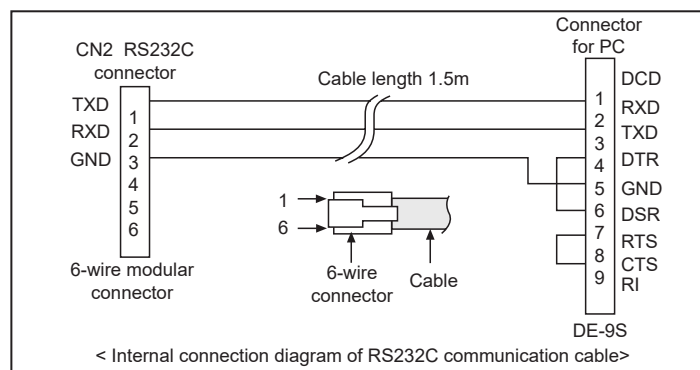 CN2 RS232C
connector
Connector
for PC
Cable length 1.5m
TXD
RXD
GND
1
2
3
4
5
6
6-wire modular
connector
1
6
6-wire
connector
Cable
1
2
3
4
5
6
7
8
9
DCD
RXD
TXD
DTR
GND
DSR
RTS
CTS
RI
DE-9S
< Internal connection diagram of RS232C communication cable>